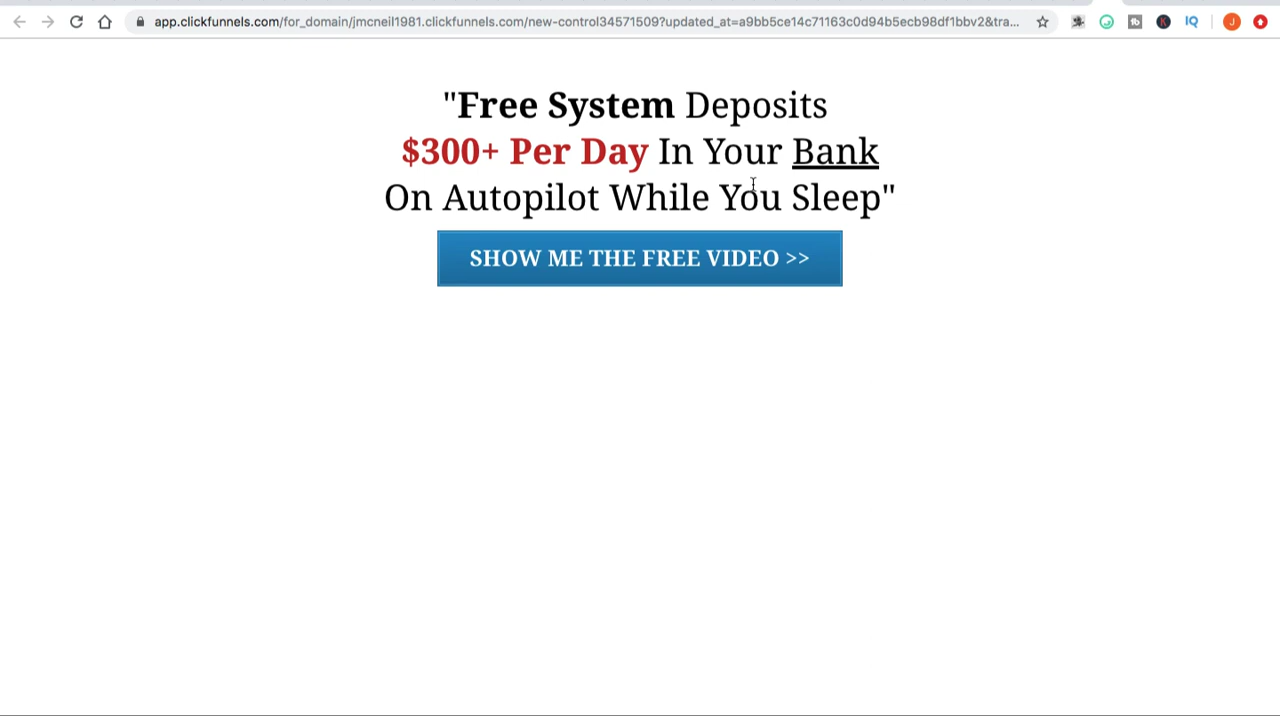 app.clickfunnels.com/for_domain/jmcneil1981.clickfunnels.com/new-control34571509?updated_at=a9bb5ce14c71163c0d94b5ecb98df1bbv2&tra...
IQ
J
"Free System Deposits
$300+ Per Day In Your Bank
On Autopilot While You Sleep"
SHOW ME THE FREE VIDEO >>